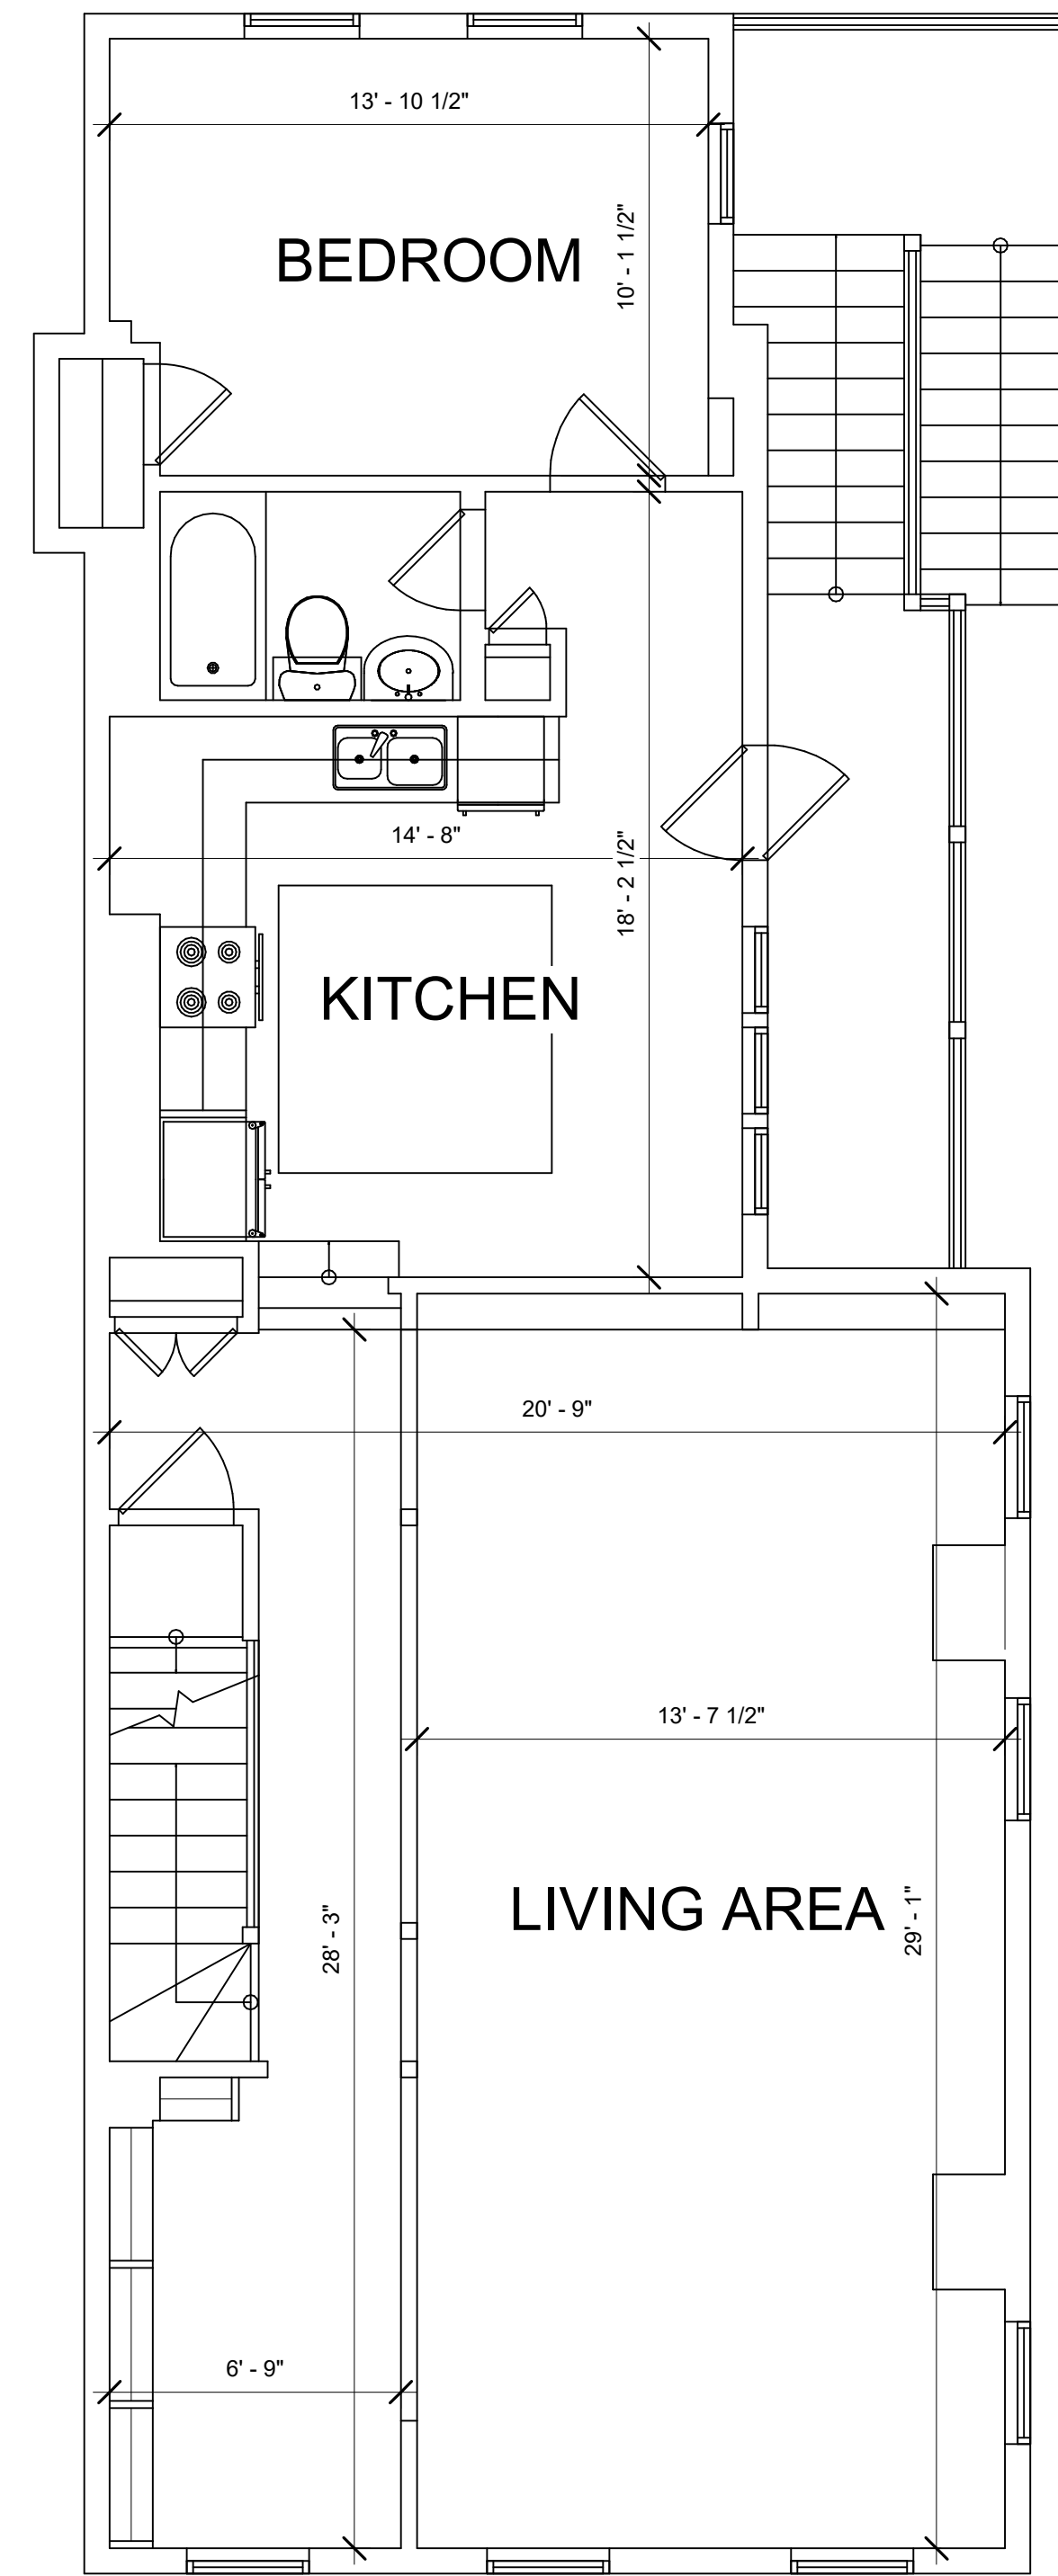 13' - 10 1/2"
10' - 1 1/2"
BEDROOM
14' - 8"
18' - 2 1/2"
KITCHEN
20' - 9"
13' - 7 1/2"
LIVING AREA
29' - 1"
28' - 3"
6' - 9"